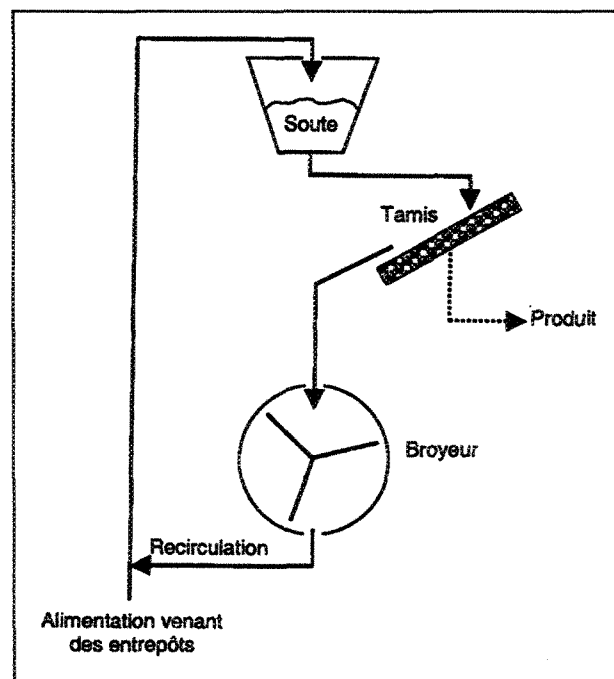 Soute
Tamis
Produit
Broyeur
Recirculation
Alimentation venant
des entrepôts